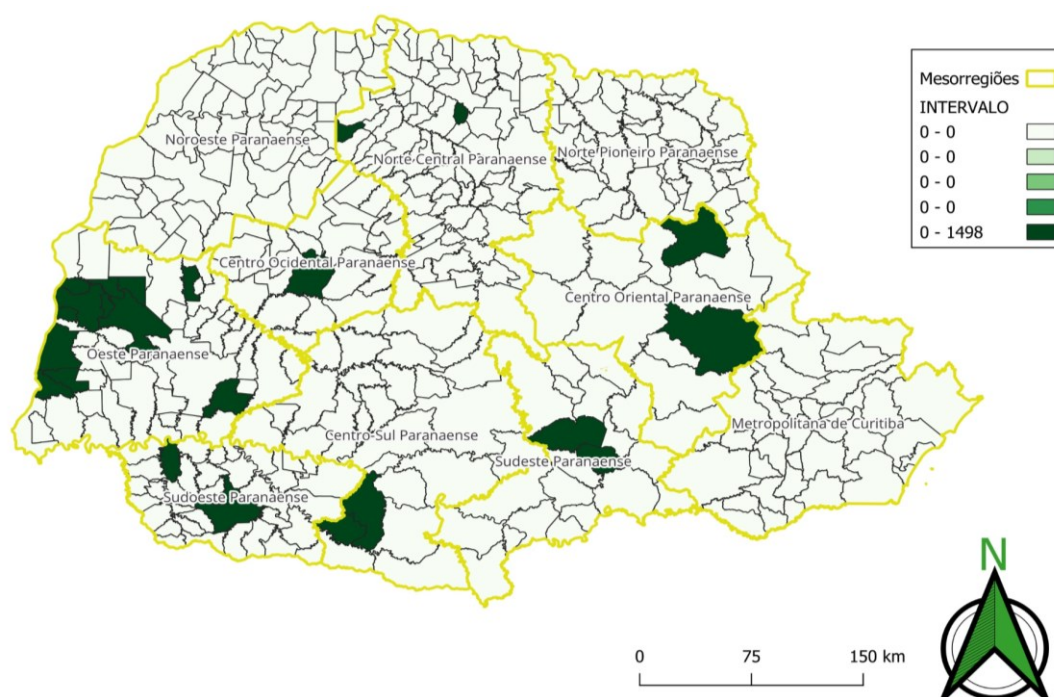 Mesorregiões
INTERVALO
0 - 0
0 - 0
0 - 0
0 - 0
0 - 1498
Noroeste Paranaense
Norte Central Paranaense
Norte Pioneiro Paranaense
Centro Ocidental Paranaense
Centro Oriental Paranaense
Oeste Paranaense
Centro-Sul Paranaense
Metropolitana de Curitiba
Sudeste Paranaense
Sudoeste Paranaense
N
0 75 150 km